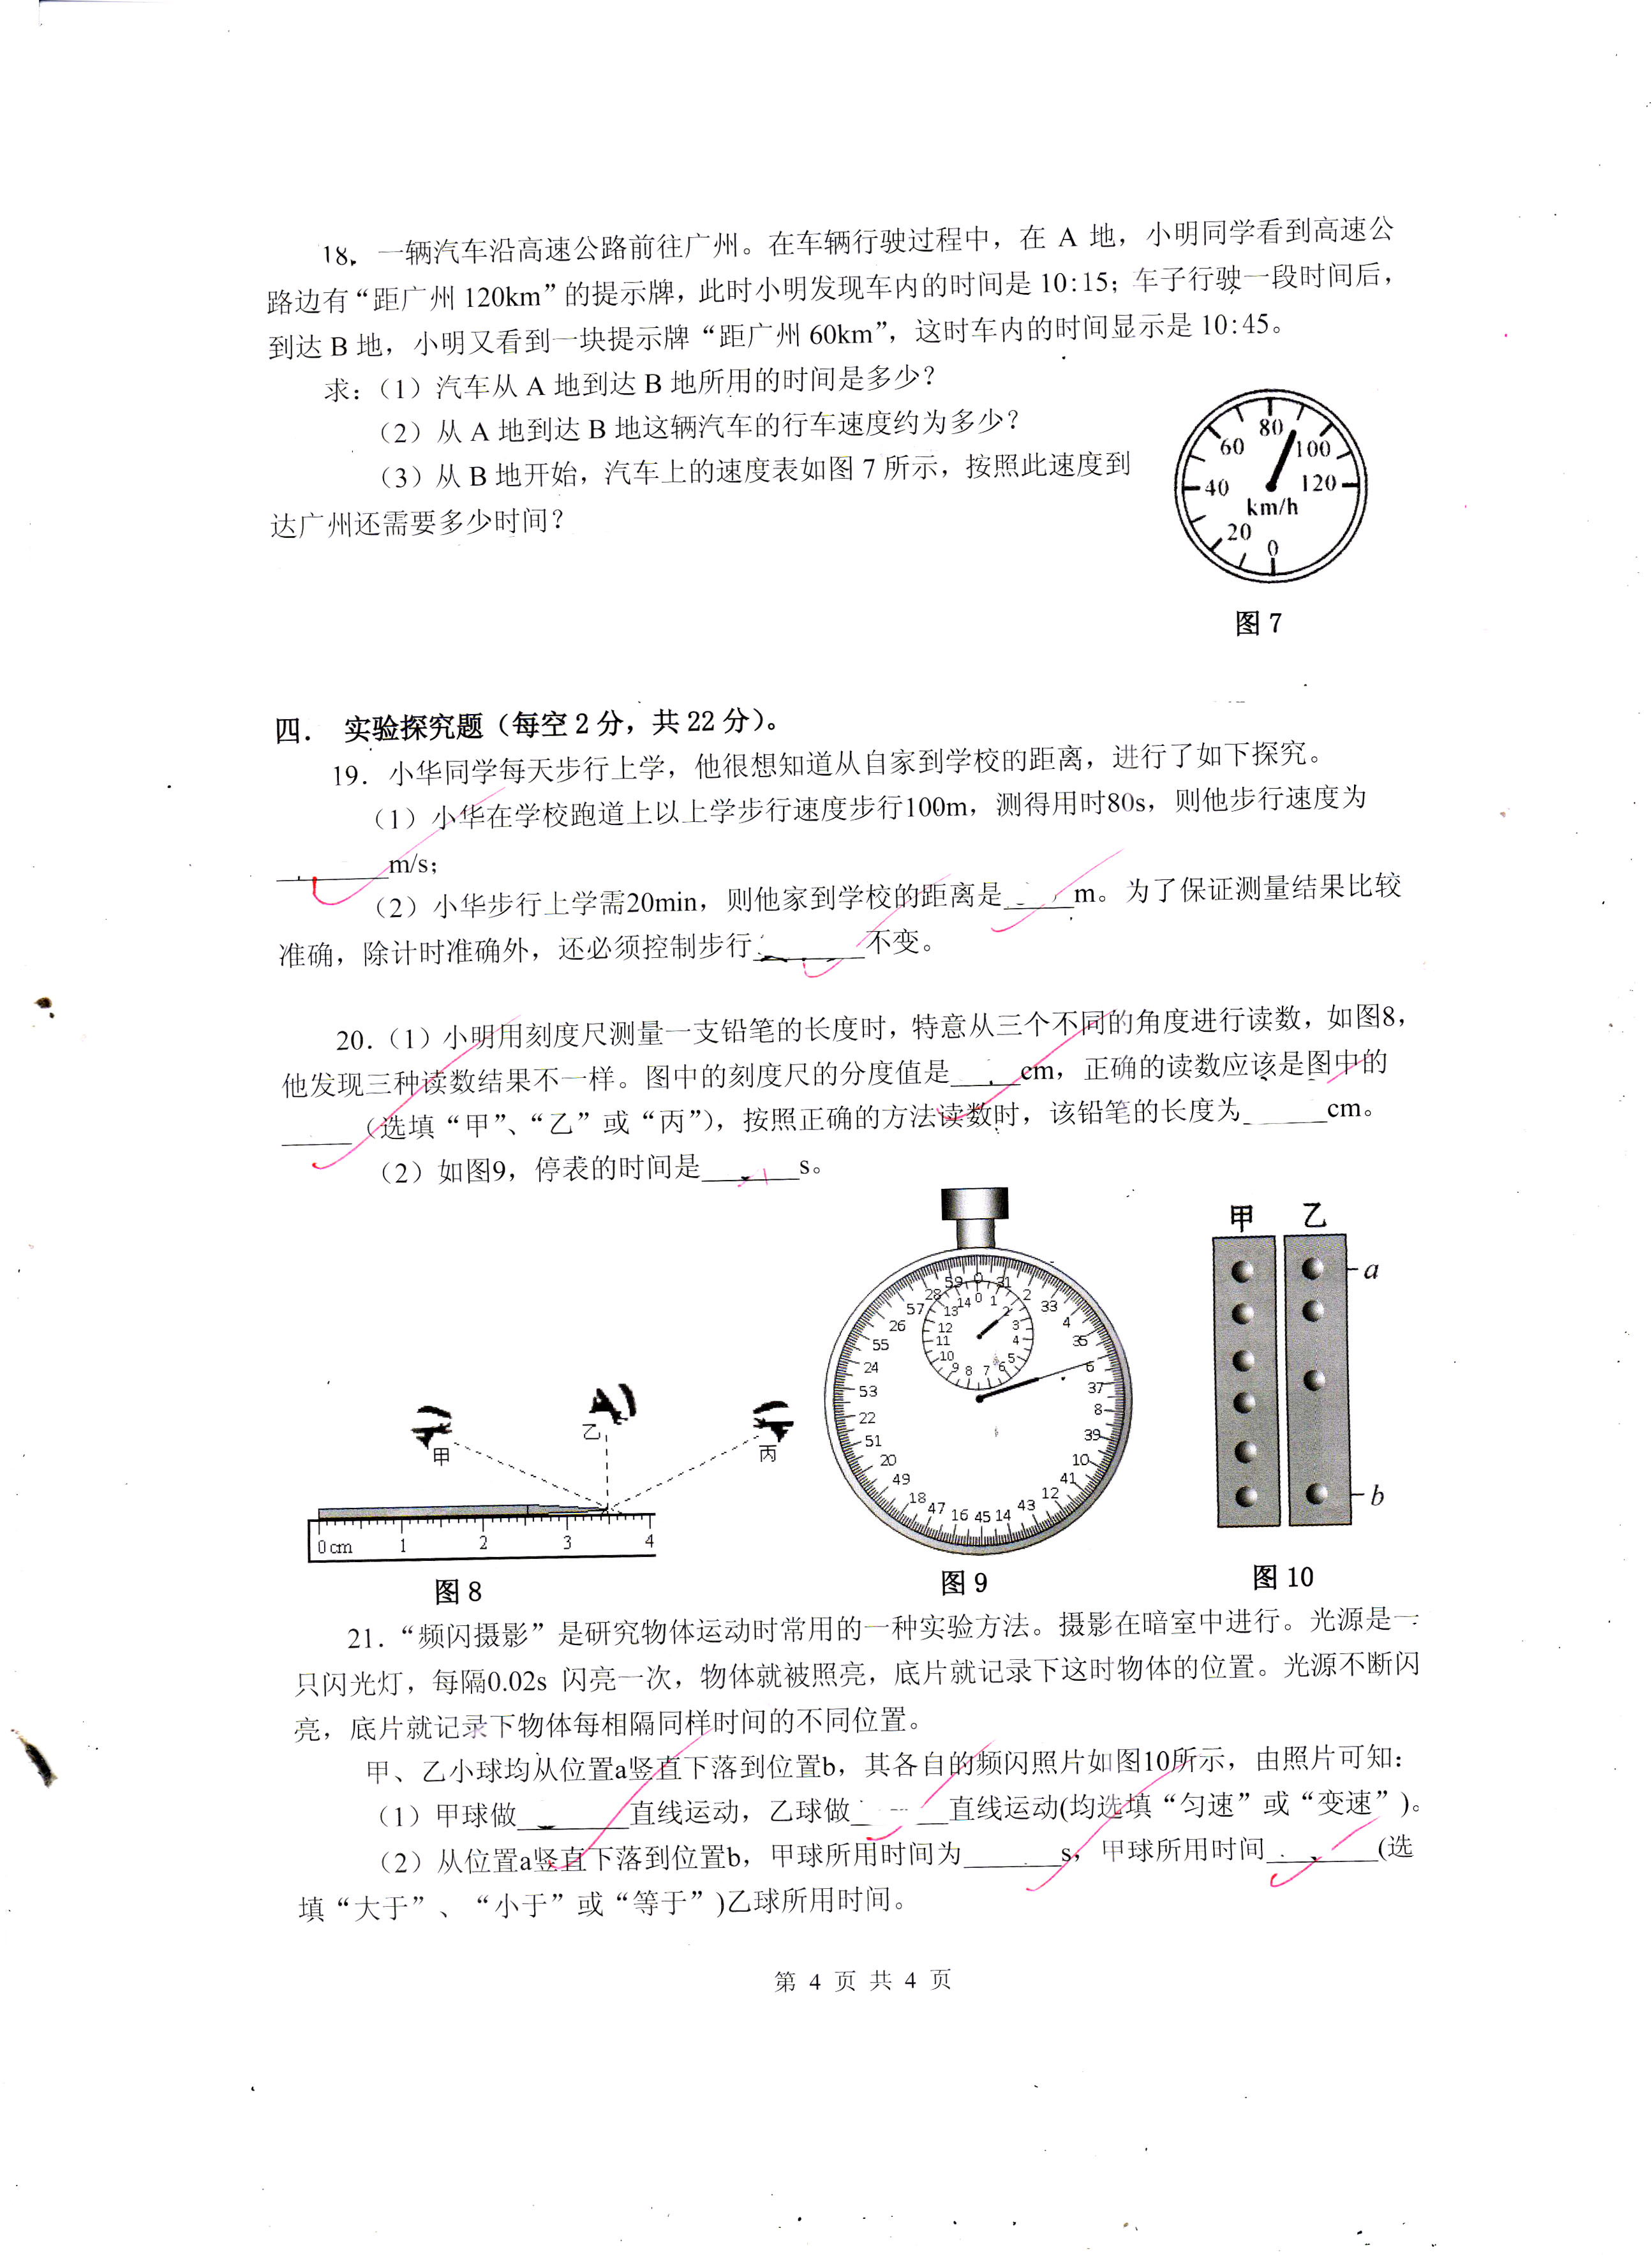 18. 一辆汽车沿高速公路前往广州。在车辆行驶过程中，在 A 地，小明同学看到高速公
路边有“距广州 120km”的提示牌，此时小明发现车内的时间是 10:15；车子行驶一段时间后，
到达 B 地，小明又看到一块提示牌“距广州 60km”，这时车内的时间显示是 10:45。
求：（1）汽车从 A 地到达 B 地所用的时间是多少？
（2）从 A 地到达 B 地这辆汽车的行车速度约为多少？
（3）从 B 地开始，汽车上的速度表如图 7 所示，按照此速度到
达广州还需要多少时间？
80
60 100
40 120
km/h
20
0
图 7
四. 实验探究题（每空 2 分，共 22 分）。
19. 小华同学每天步行上学，他很想知道从自家到学校的距离，进行了如下探究。
（1）小华在学校跑道上以上学步行速度步行100m，测得用时80s，则他步行速度为
________m/s；
（2）小华步行上学需20min，则他家到学校的距离是_____m。为了保证测量结果比较
准确，除计时准确外，还必须控制步行________不变。
20.（1）小明用刻度尺测量一支铅笔的长度时，特意从三个不同的角度进行读数，如图8，
他发现三种读数结果不一样。图中的刻度尺的分度值是_____cm，正确的读数应该是图中的
_____（选填“甲”、“乙”或“丙”），按照正确的方法读数时，该铅笔的长度为______cm。
（2）如图9，停表的时间是_______s。
甲 乙 丙
0 cm 1 2 3 4
图 8
59 0 31
28 2
57 33
26 4
55 35
24 6
53 37
22 8
51 39
20 10
49 41
18 12
47 16 45 14 43
14 0 1
13 2
12 3
11 4
10 5
9 8 7 6
图 9
甲 乙
a
b
图 10
21.“频闪摄影”是研究物体运动时常用的一种实验方法。摄影在暗室中进行。光源是一
只闪光灯，每隔0.02s 闪亮一次，物体就被照亮，底片就记录下这时物体的位置。光源不断闪
亮，底片就记录下物体每相隔同样时间的不同位置。
甲、乙小球均从位置a竖直下落到位置b，其各自的频闪照片如图10所示，由照片可知：
（1）甲球做________直线运动，乙球做_______直线运动(均选填“匀速”或“变速”)。
（2）从位置a竖直下落到位置b，甲球所用时间为_______s，甲球所用时间________(选
填“大于”、“小于”或“等于”)乙球所用时间。
第 4 页 共 4 页